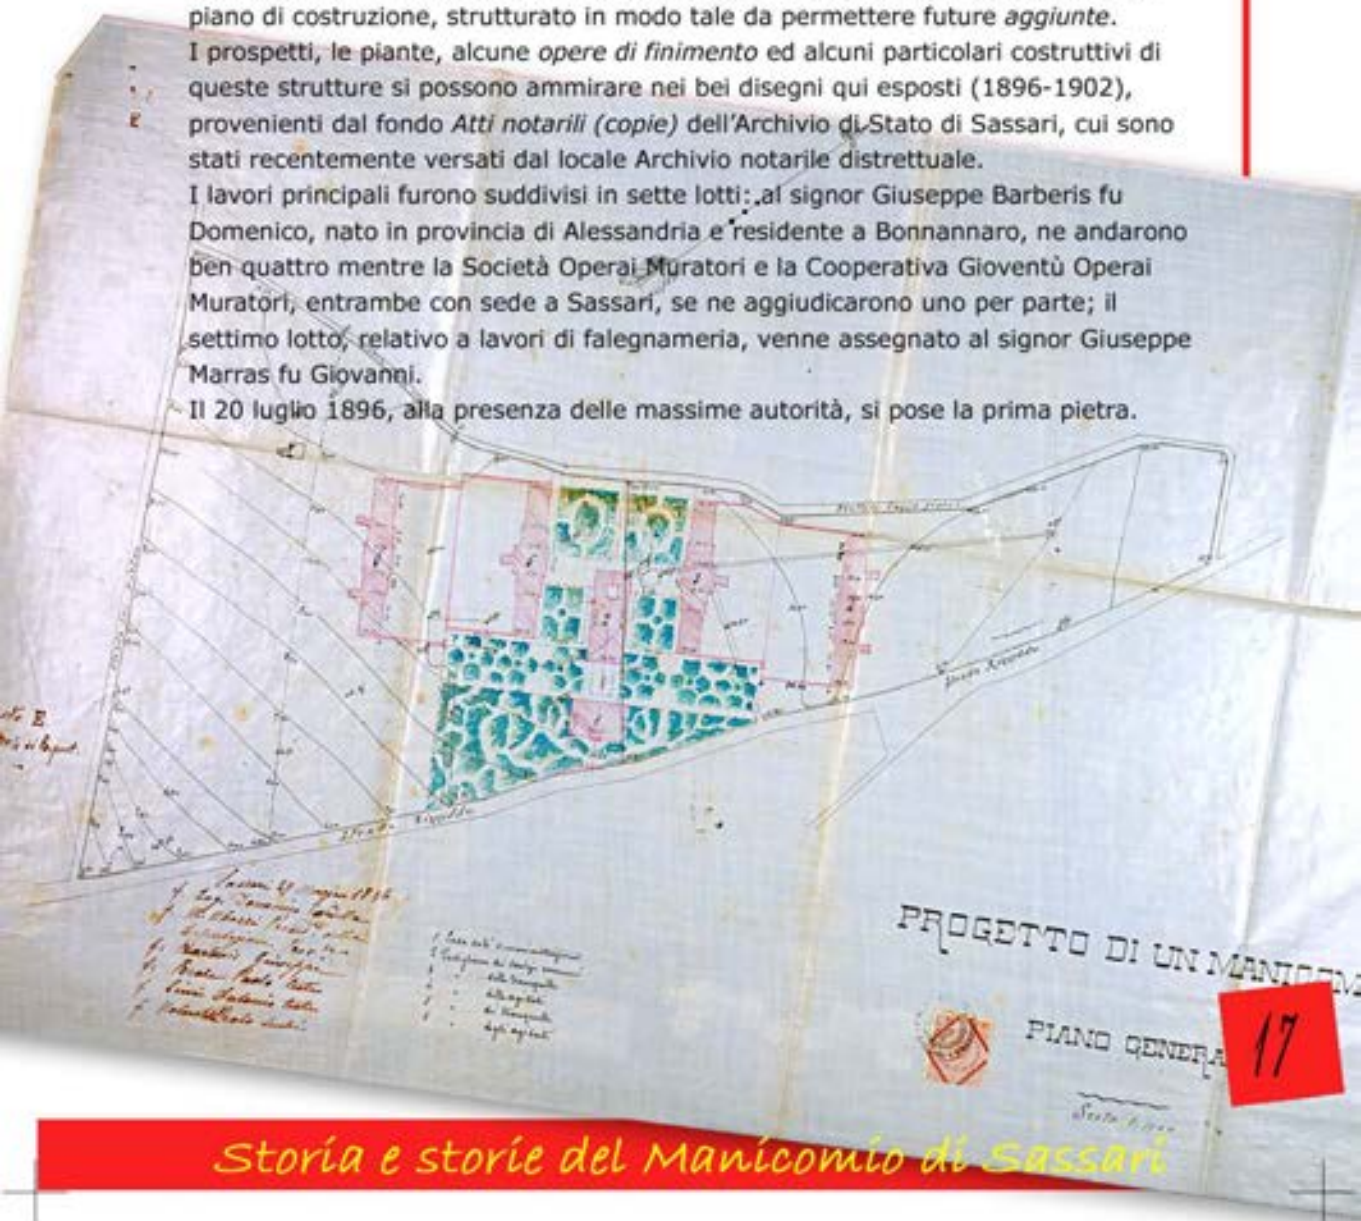 piano di costruzione, strutturato in modo tale da permettere future aggiunte.
I prospetti, le piante, alcune opere di finimento ed alcuni particolari costruttivi di
queste strutture si possono ammirare nei bei disegni qui esposti (1896-1902),
provenienti dal fondo Atti notarili (copie) dell'Archivio di Stato di Sassari, cui sono
stati recentemente versati dal locale Archivio notarile distrettuale.
I lavori principali furono suddivisi in sette lotti: al signor Giuseppe Barberis fu
Domenico, nato in provincia di Alessandria e residente a Bonnannaro, ne andarono
ben quattro mentre la Società Operai Muratori e la Cooperativa Gioventù Operai
Muratori, entrambe con sede a Sassari, se ne aggiudicarono uno per parte; il
settimo lotto, relativo a lavori di falegnameria, venne assegnato al signor Giuseppe
Marras fu Giovanni.
Il 20 luglio 1896, alla presenza delle massime autorità, si pose la prima pietra.
E
Strada
Strada
PROGETTO DI UN MANICOM
PIANO GENERA
17
Storia e storie del Manicomio di Sassari